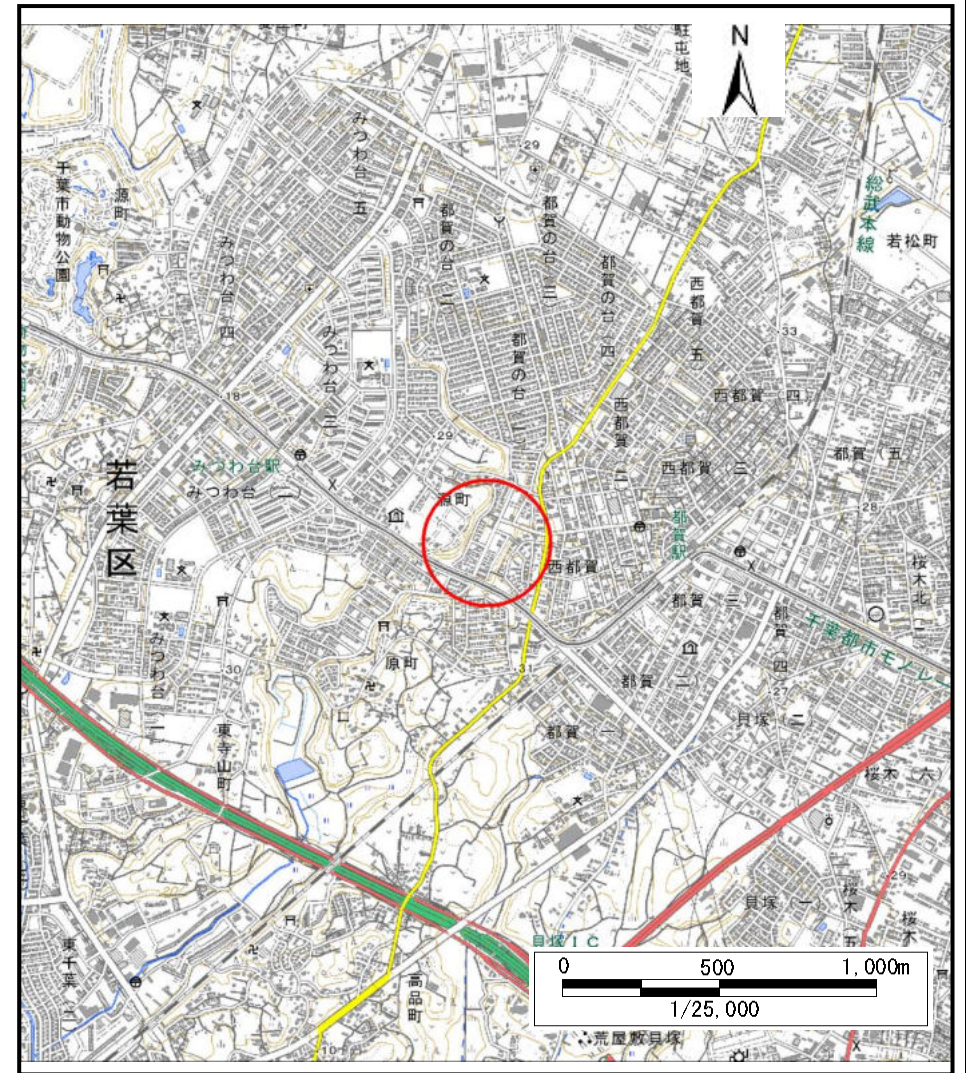 N
駐屯地
みつわ台 五
・29
総武本線
若松町
千葉市動物公園
源町
都賀の台 二
都賀の台 三
みつわ台 四
都賀の台 四
西都賀 五
・33
みつわ台 三
都賀の台 一
・18
西都賀 二
西都賀 四
若葉区
みつわ台駅
みつわ台(二)
・29
源町
西都賀 三
都賀(五)
都賀駅
・28
西都賀
桜木北 二
都賀(三)
千葉都市モノレー
みつわ台 一
・30
原町
・31
都賀(二)
都賀 四
・27
東寺山町
都賀(一)
貝塚(二)
桜木(六)
貝塚(一)
・29
桜木 五
桜木
東千葉 二
高品町
貝塚IC
0 500 1,000m
1/25,000
荒屋敷貝塚
・10